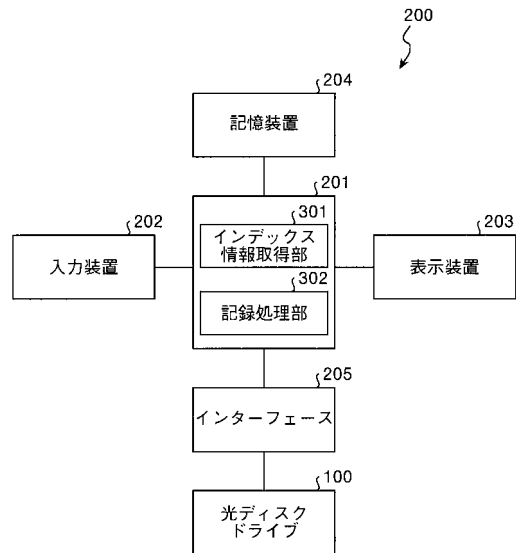 200
204
記憶装置
201
202
301
203
入力装置
インデックス
情報取得部
表示装置
302
記録処理部
205
インターフェース
100
光ディスク
ドライブ